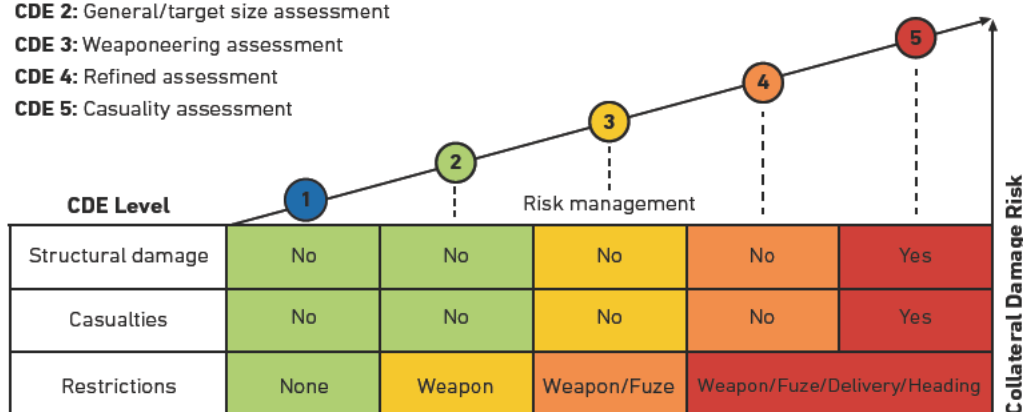 CDE 2: General/target size assessment
CDE 3: Weaponeering assessment
CDE 4: Refined assessment
CDE 5: Casuality assessment
5
4
3
2
1
CDE Level
Risk management
Structural damage No No No No Yes
Casualties No No No No Yes
Restrictions None Weapon Weapon/Fuze Weapon/Fuze/Delivery/Heading
Collateral Damage Risk